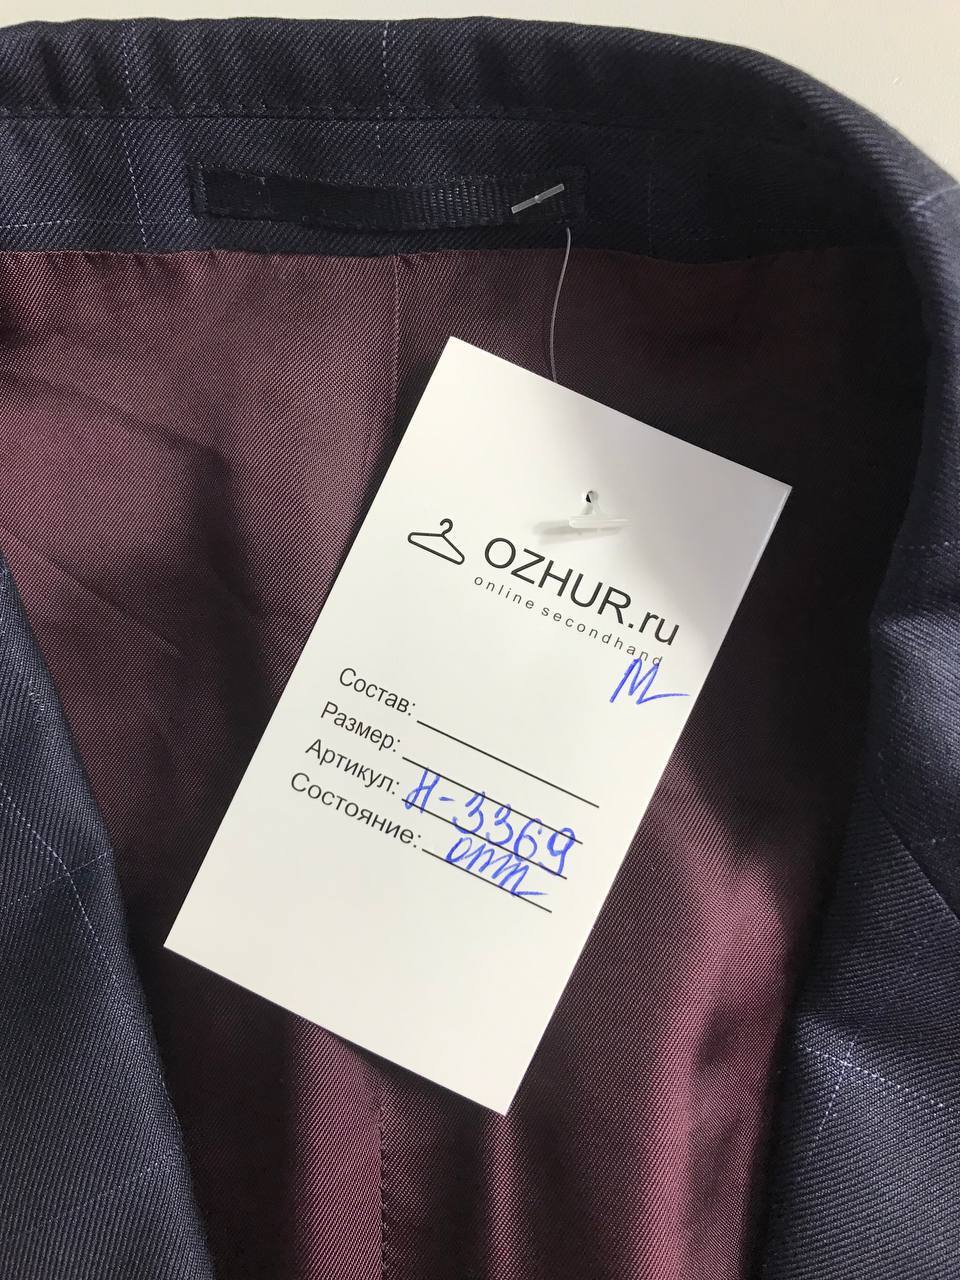 OZHUR.ru
online secondhand
М
Состав:
Размер:
Артикул: Н-3369
Состояние: отл